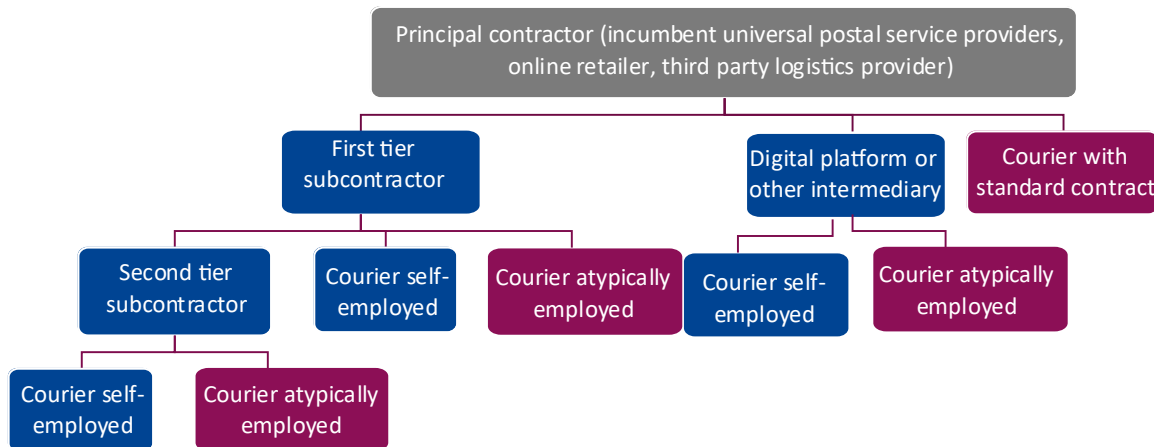 Principal contractor (incumbent universal postal service providers,
online retailer, third party logistics provider)
First tier
subcontractor
Digital platform or
other intermediary
Courier with
standard contract
Second tier
subcontractor
Courier self-
employed
Courier atypically
employed
Courier self-
employed
Courier atypically
employed
Courier self-
employed
Courier atypically
employed